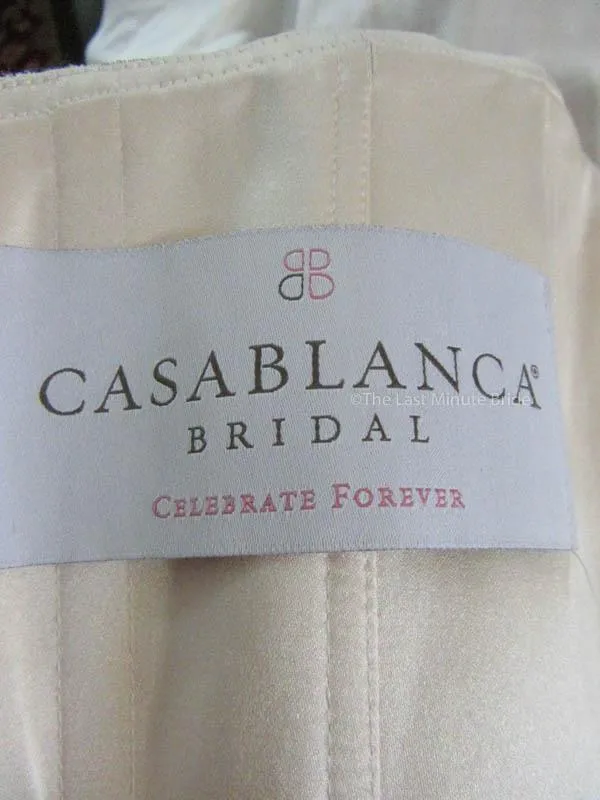 CASABLANCA®
©The Last Minute Bride
BRIDAL
CELEBRATE FOREVER